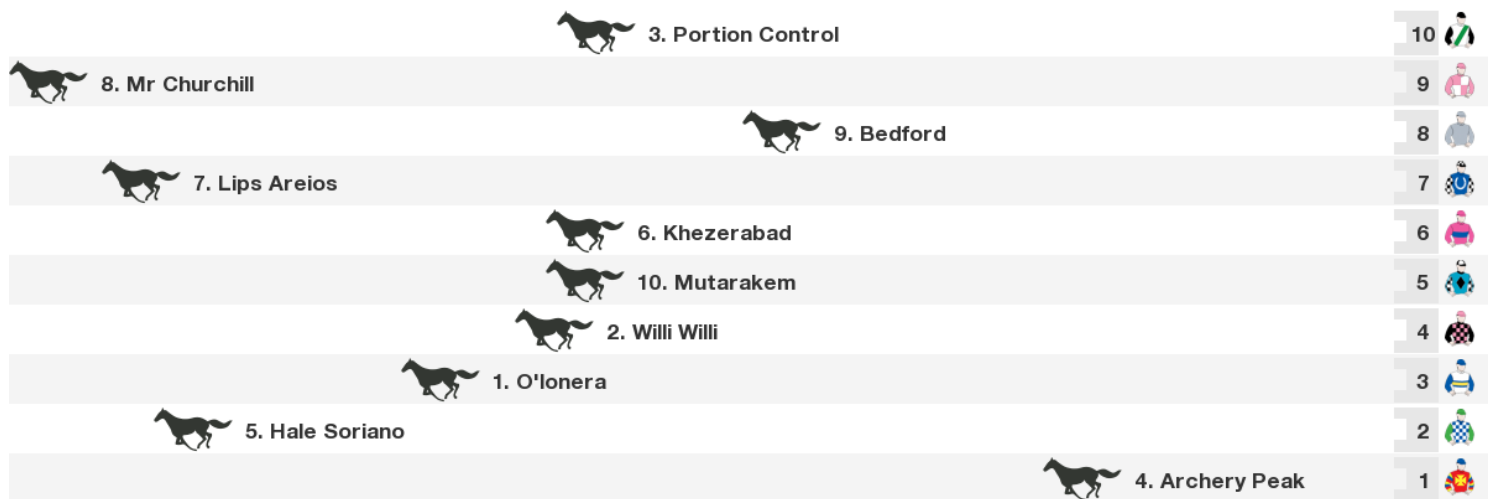 3. Portion Control 10
8. Mr Churchill 9
9. Bedford 8
7. Lips Areios 7
6. Khezerabad 6
10. Mutarakem 5
2. Willi Willi 4
1. O'lonera 3
5. Hale Soriano 2
4. Archery Peak 1